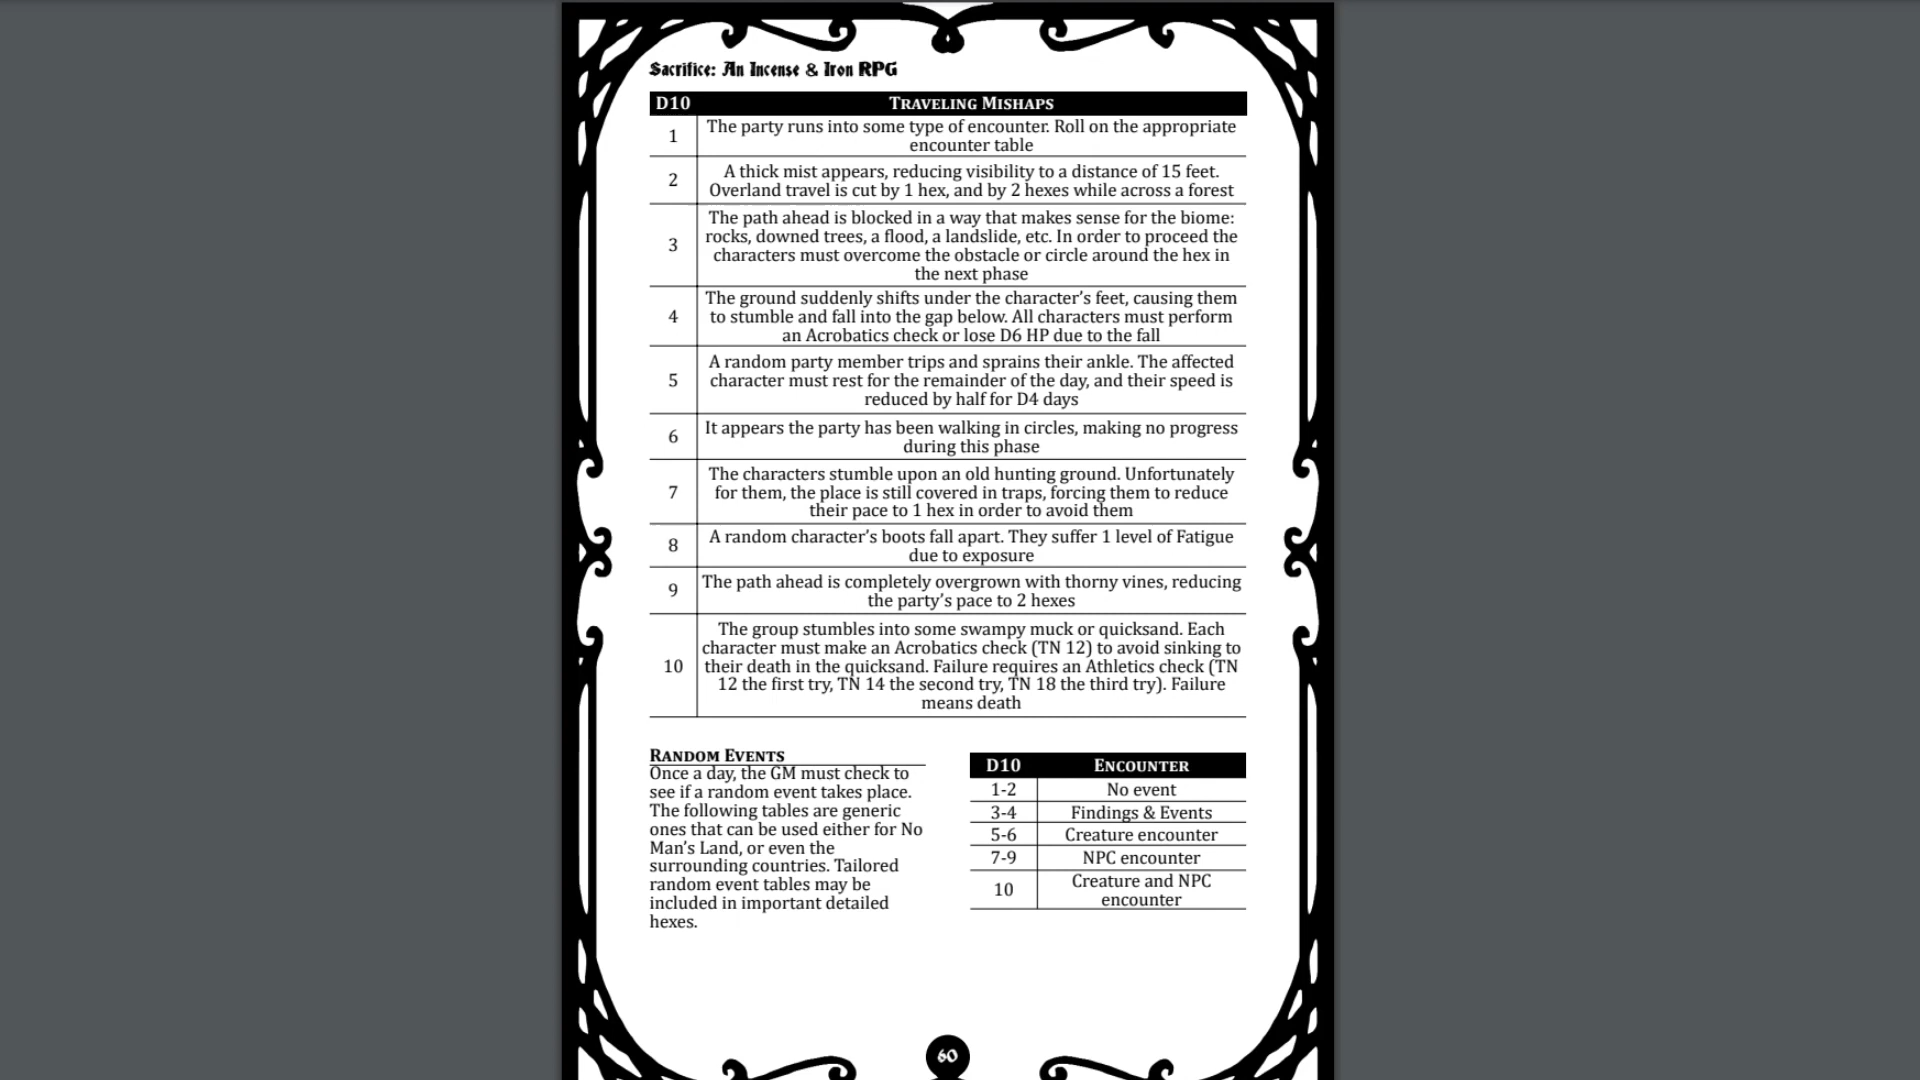 Sacrifice: An Incense & Iron RPG
D10 Traveling Mishaps
1 The party runs into some type of encounter. Roll on the appropriate
encounter table
2 A thick mist appears, reducing visibility to a distance of 15 feet.
Overland travel is cut by 1 hex, and by 2 hexes while across a forest
3 The path ahead is blocked in a way that makes sense for the biome:
rocks, downed trees, a flood, a landslide, etc. In order to proceed the
characters must overcome the obstacle or circle around the hex in
the next phase
4 The ground suddenly shifts under the character's feet, causing them
to stumble and fall into the gap below. All characters must perform
an Acrobatics check or lose D6 HP due to the fall
5 A random party member trips and sprains their ankle. The affected
character must rest for the remainder of the day, and their speed is
reduced by half for D4 days
6 It appears the party has been walking in circles, making no progress
during this phase
7 The characters stumble upon an old hunting ground. Unfortunately
for them, the place is still covered in traps, forcing them to reduce
their pace to 1 hex in order to avoid them
8 A random character's boots fall apart. They suffer 1 level of Fatigue
due to exposure
9 The path ahead is completely overgrown with thorny vines, reducing
the party's pace to 2 hexes
10 The group stumbles into some swampy muck or quicksand. Each
character must make an Acrobatics check (TN 12) to avoid sinking to
their death in the quicksand. Failure requires an Athletics check (TN
12 the first try, TN 14 the second try, TN 18 the third try). Failure
means death
Random Events
Once a day, the GM must check to
see if a random event takes place.
The following tables are generic
ones that can be used either for No
Man's Land, or even the
surrounding countries. Tailored
random event tables may be
included in important detailed
hexes.
D10 Encounter
1-2 No event
3-4 Findings & Events
5-6 Creature encounter
7-9 NPC encounter
10 Creature and NPC
encounter
60